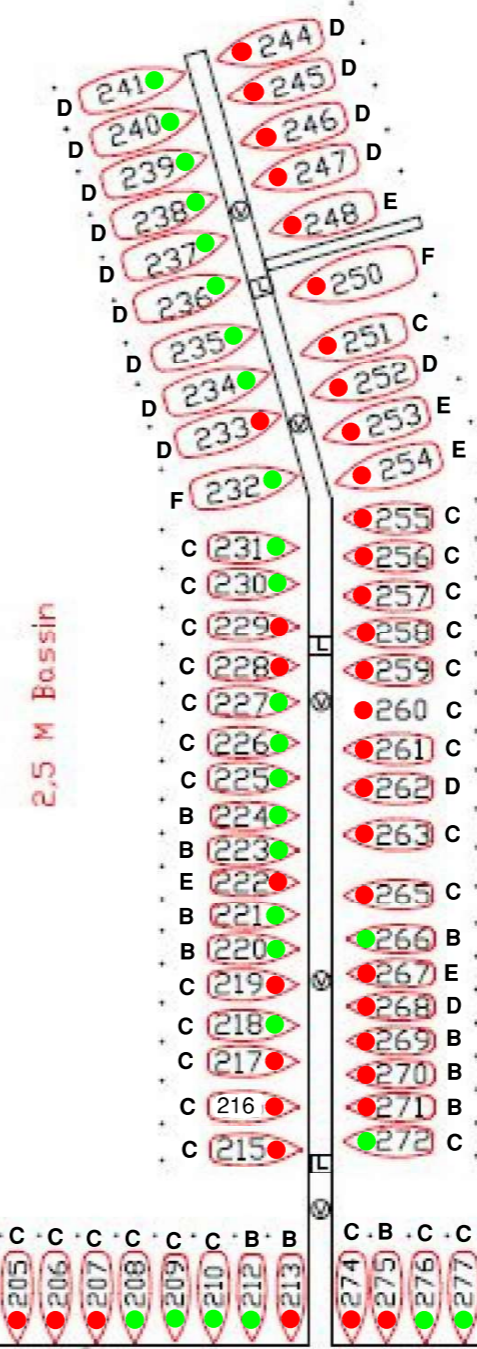 244 D
241 D
245 D
240 D
246 D
239 D
247 D
238 D
248 E
V
237 D
250 F
236 D
L
251 C
235 D
252 D
234 D
253 E
233 D
V
254 E
232 F
255 C
C 231
256 C
C 230
257 C
C 229
258 C
L
C 228
259 C
C 227
V
260 C
C 226
261 C
C 225
262 D
B 224
263 C
B 223
E 222
265 C
B 221
266 B
B 220
267 E
C 219
V
268 D
C 218
269 B
C 217
270 B
C 216
271 B
C 215
272 C
L
V
2,5 M Bassin
C C C C C C B B C B C C
205 206 207 208 209 210 212 213 274 275 276 277